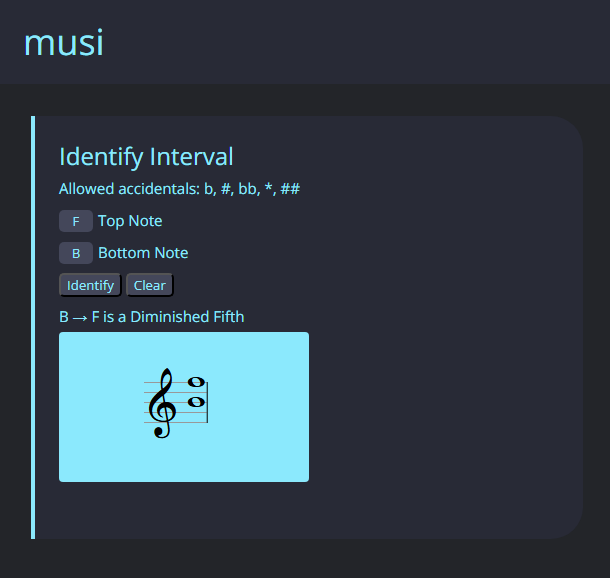 musi
Identify Interval
Allowed accidentals: b, #, bb, *, ##
F Top Note
B Bottom Note
Identify Clear
B → F is a Diminished Fifth